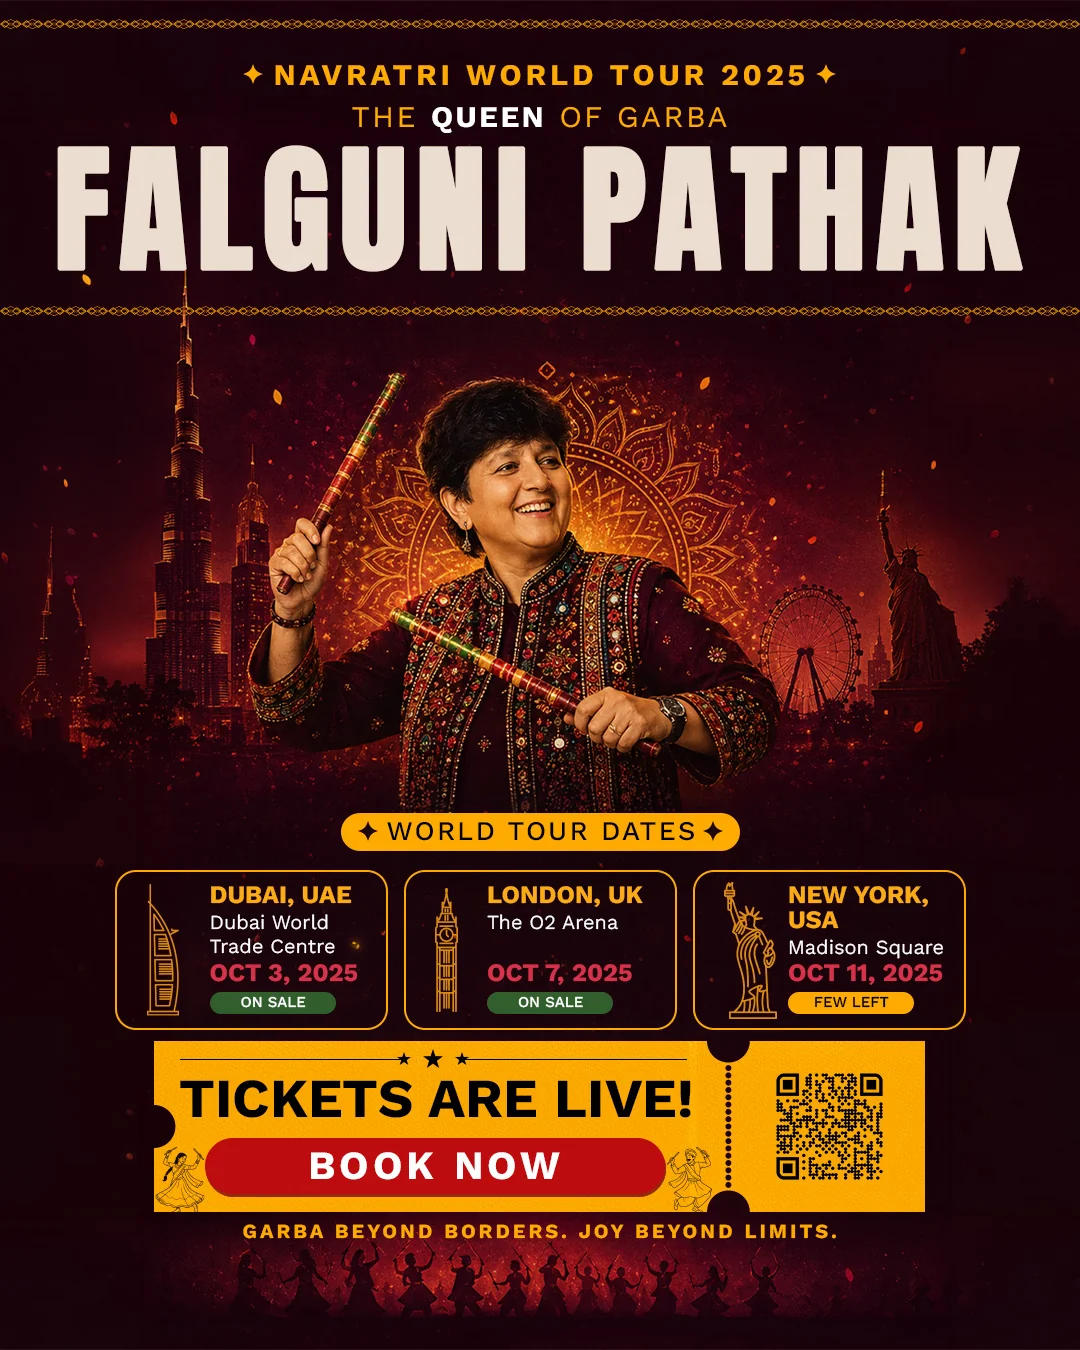 NAVRATRI WORLD TOUR 2025
THE QUEEN OF GARBA
FALGUNI PATHAK
WORLD TOUR DATES
DUBAI, UAE
Dubai World
Trade Centre
OCT 3, 2025
ON SALE
LONDON, UK
The O2 Arena
OCT 7, 2025
ON SALE
NEW YORK,
USA
Madison Square
OCT 11, 2025
FEW LEFT
TICKETS ARE LIVE!
BOOK NOW
GARBA BEYOND BORDERS. JOY BEYOND LIMITS.